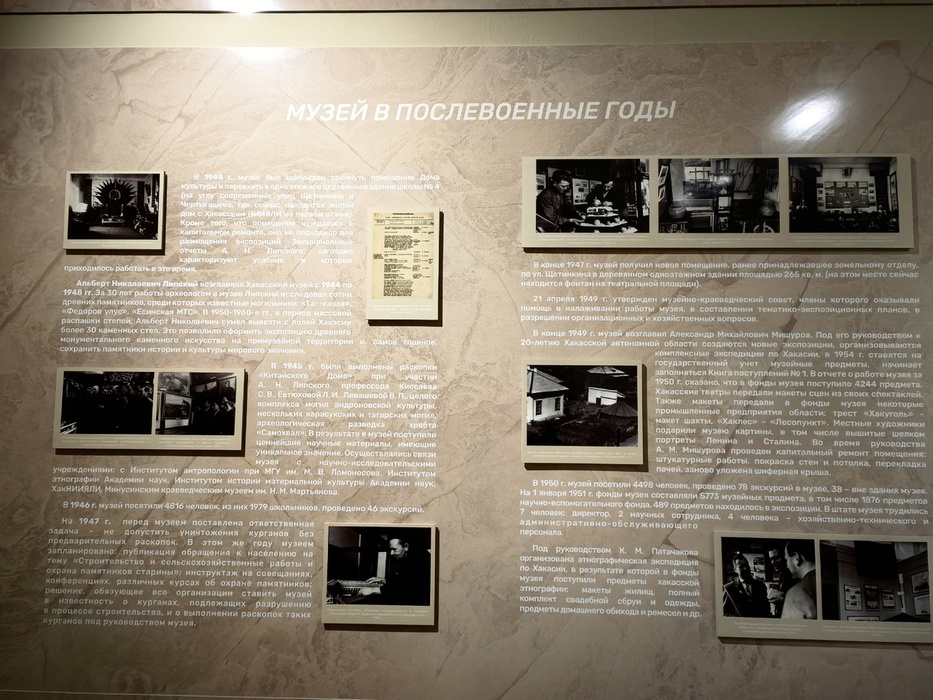 МУЗЕЙ В ПОСЛЕВОЕННЫЕ ГОДЫ
В 1945 г. музей был вынужден покинуть помещения Дома
культуры и переехать в одноэтажное деревянное здание школы № 4
(на углу современных улиц Щетинкина и
Чертыгашева, где сейчас находится жилой
дом с Хакасским НИИЯЛИ на первом этаже).
Кроме того, что помещение нуждалось в
капитальном ремонте, оно не подходило для
размещения экспозиций. Эмоциональные
отчеты А. Н. Липского наглядно
характеризуют условия, в которых
приходилось работать в это время.
Альберт Николаевич Липский возглавлял Хакасский музей с 1944 по
1948 гг. За 30 лет работы археологом в музее Липский исследовал сотни
древних памятников, среди которых известные могильники: «Тас-хазаа»,
«Федоров улус», «Есинская МТС». В 1950-1960-е гг. в период массовой
распашки степей, Альберт Николаевич сумел вывезти с полей Хакасии
более 30 каменных стел. Это позволило оформить экспозицию древнего
монументального каменного искусства на примузейной территории и самое главное,
сохранить памятники истории и культуры мирового значения.
В 1945 г. были выполнены раскопки
«Китайского Дома» при участии
А. Н. Липского, профессора Киселева
С. В., Евтюховой Л. И., Левашевой В. П., целого
комплекса могил андроновской культуры,
нескольких карасукских и тагарских могил,
археологическая разведка хребта
«Самохвал». В результате в музей поступили
ценнейшие научные материалы, имеющие
уникальное значение. Осуществлялись связи
музея с научно-исследовательскими
учреждениями: с Институтом антропологии при МГУ им. М. В. Ломоносова, Институтом
этнографии Академии наук, Институтом истории материальной культуры Академии наук,
ХакНИИЯЛИ, Минусинским краеведческим музеем им. Н. М. Мартьянова.
В 1946 г. музей посетили 4816 человек, из них 1979 школьников, проведено 46 экскурсий.
На 1947 г. перед музеем поставлена ответственная
задача – не допустить уничтожения курганов без
предварительных раскопок. В этом же году музеем
запланировано: публикация обращения к населению на
тему «Строительство и сельскохозяйственные работы и
охрана памятников старины»; инструктаж на совещаниях,
конференциях, различных курсах об охране памятников;
решение, обязывающее все организации ставить музей
в известность о курганах, подлежащих разрушению
в процессе строительства, и о выполнении раскопок таких
курганов под руководством музея.
В конце 1947 г. музей получил новое помещение, ранее принадлежавшее земельному отделу,
по ул. Щетинкина в деревянном одноэтажном здании площадью 265 кв. м. (на этом месте сейчас
находится фонтан на театральной площади).
21 апреля 1949 г. утвержден музейно-краеведческий совет, члены которого оказывали
помощь в налаживании работы музея, в составлении тематико-экспозиционных планов, в
разрешении организационных и хозяйственных вопросов.
В конце 1949 г. музей возглавил Александр Михайлович Мишуров. Под его руководством к
20-летию Хакасской автономной области создаются новые экспозиции, организовываются
комплексные экспедиции по Хакасии, в 1954 г. ставятся на
государственный учет музейные предметы, начинает
заполняться Книга поступлений № 1. В отчете о работе музея за
1950 г. сказано, что в фонды музея поступило 4244 предмета.
Хакасские театры передали в макеты сцен из своих спектаклей.
Также макеты передали в фонды музея некоторые
промышленные предприятия области: трест «Хакуголь» -
макет шахты, «Хаклес» - «Лесопункт». Местные художники
подарили музею картины, в том числе вышитые шелком
портреты Ленина и Сталина. Во время руководства
А. М. Мишурова проведен капитальный ремонт помещения:
штукатурные работы, покраска стен и потолка, перекладка
печей, заново уложена шиферная крыша.
В 1950 г. музей посетили 4498 человек, проведено 78 экскурсий в музее, 38 – вне здания музея.
На 1 января 1951 г. фонды музея составляли 5773 музейных предмета, в том числе 1876 предметов
научно-вспомогательного фонда. 489 предметов находилось в экспозиции. В штате музея трудились
7 человек: директор, 2 научных сотрудника, 4 человека - хозяйственно-технического и
административно-обслуживающего
персонала.
Под руководством К. М. Патачакова
организована этнографическая экспедиция
по Хакасии, в результате которой в фонды
музея поступили предметы хакасской
этнографии: макеты жилищ, полный
комплект свадебной сбруи и одежды,
предметы домашнего обихода и ремесел и др.